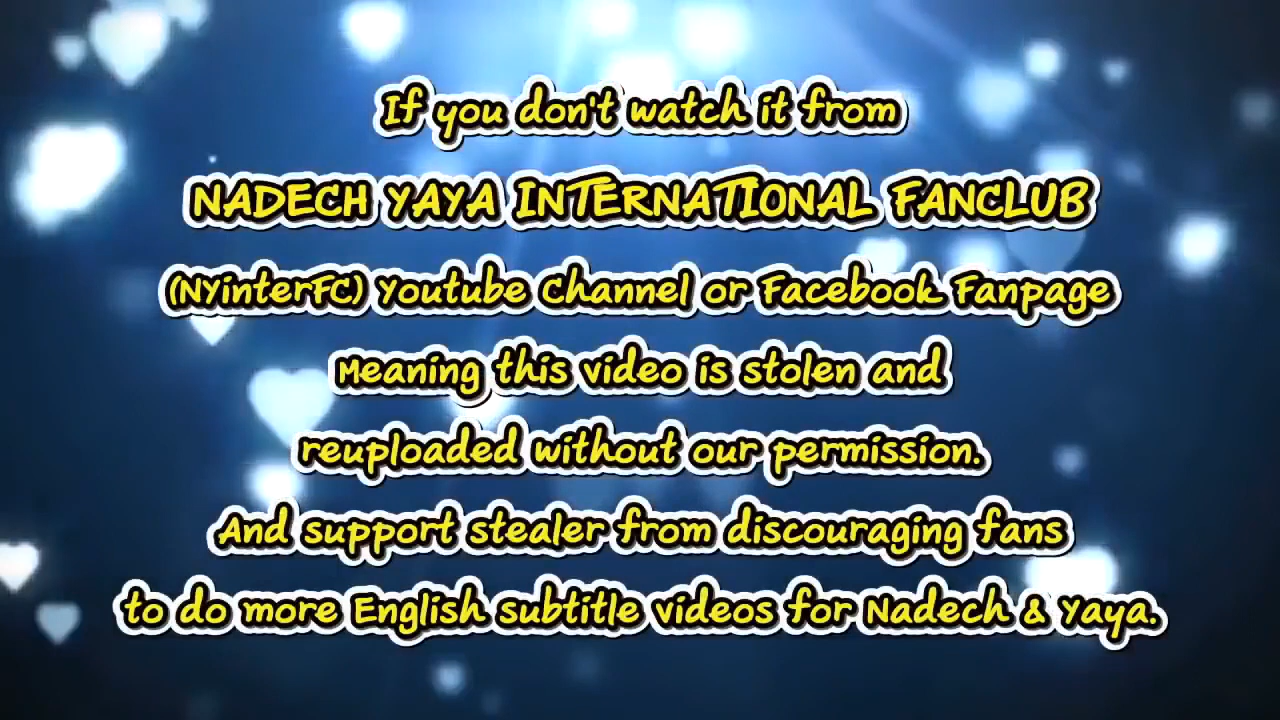 If you don't watch it from
NADECH YAYA INTERNATIONAL FANCLUB
(NYinterFC) Youtube Channel or Facebook Fanpage
Meaning this video is stolen and
reuploaded without our permission.
And support stealer from discouraging fans
to do more English subtitle videos for Nadech & Yaya.